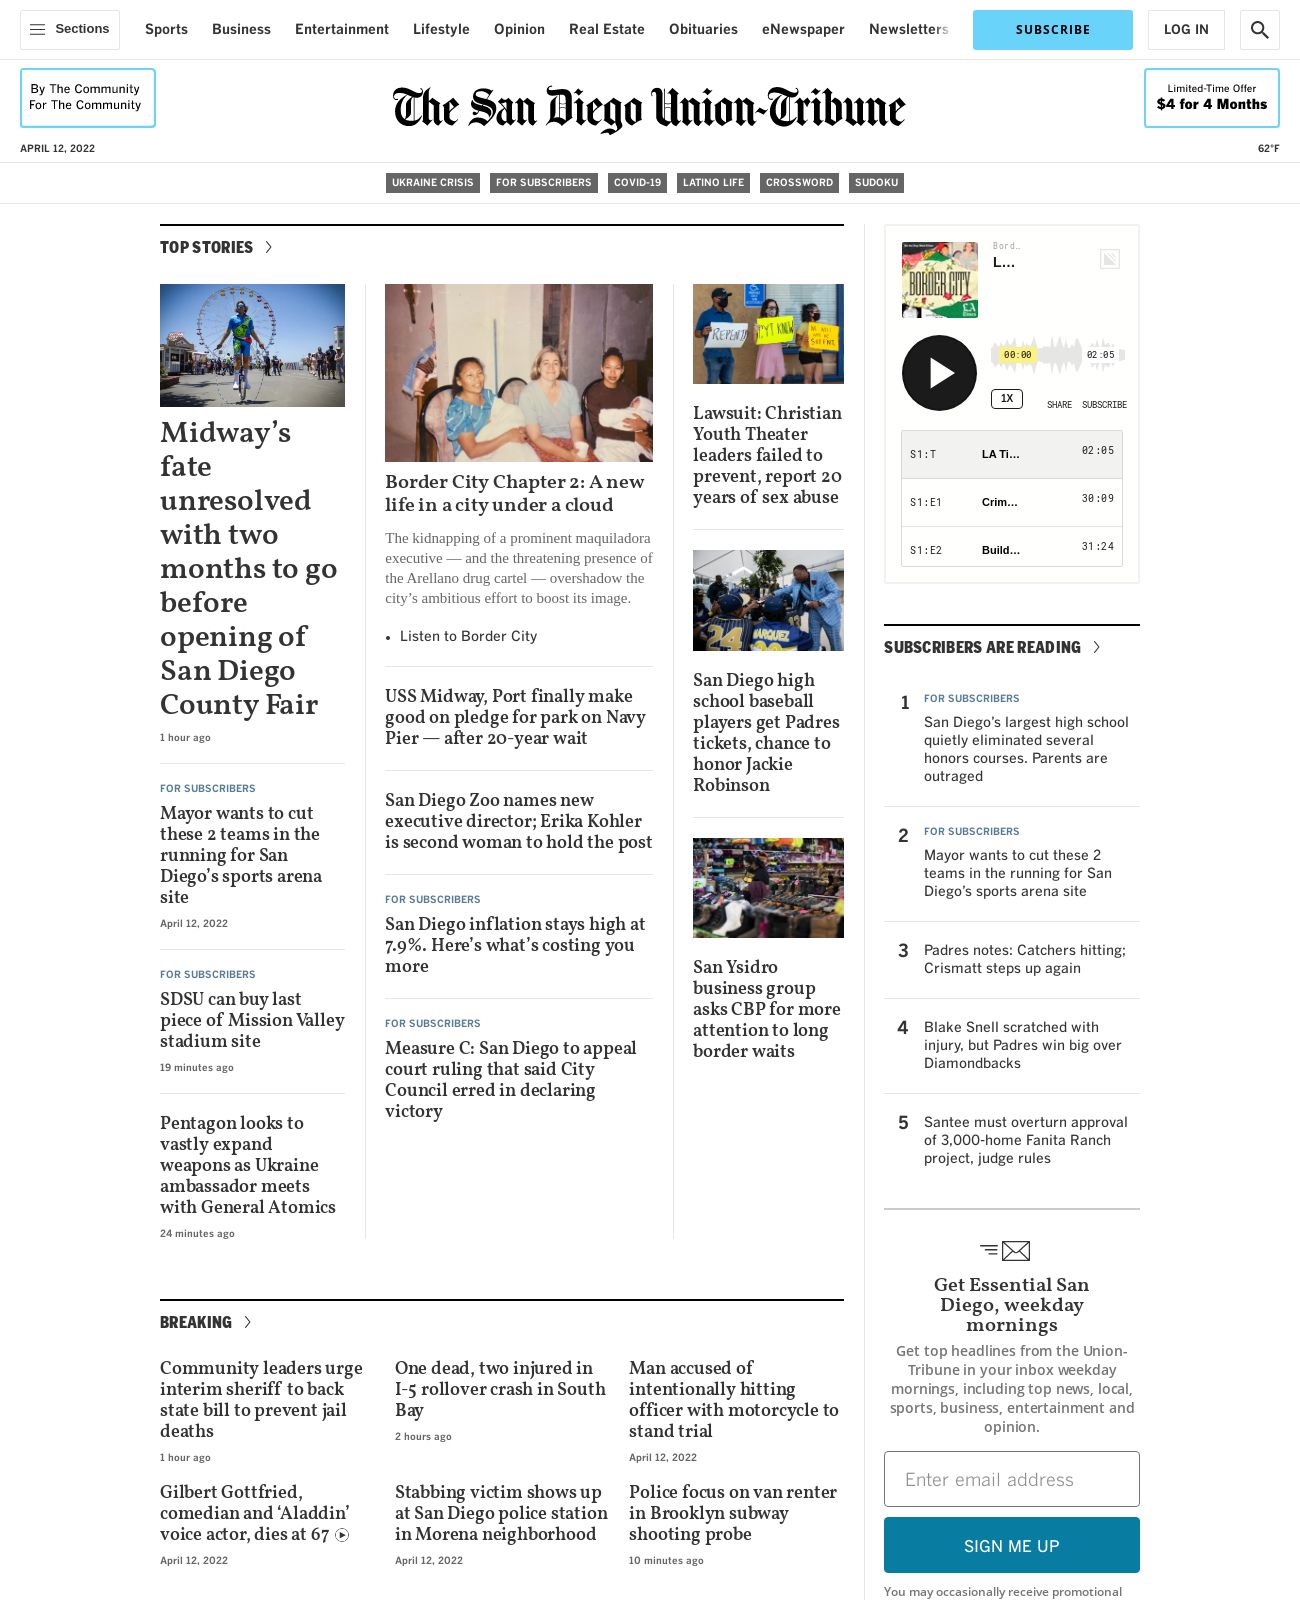 Sections
Sports
Business
Entertainment
Lifestyle
Opinion
Real Estate
Obituaries
eNewspaper
Newsletters
SUBSCRIBE
LOG IN
By The Community
For The Community
The San Diego Union-Tribune
Limited-Time Offer
$4 for 4 Months
APRIL 12, 2022
62°F
UKRAINE CRISIS
FOR SUBSCRIBERS
COVID-19
LATINO LIFE
CROSSWORD
SUDOKU
TOP STORIES
Midway’s
fate
unresolved
with two
months to go
before
opening of
San Diego
County Fair
1 hour ago
FOR SUBSCRIBERS
Mayor wants to cut
these 2 teams in the
running for San
Diego’s sports arena
site
April 12, 2022
FOR SUBSCRIBERS
SDSU can buy last
piece of Mission Valley
stadium site
19 minutes ago
Pentagon looks to
vastly expand
weapons as Ukraine
ambassador meets
with General Atomics
24 minutes ago
Border City Chapter 2: A new
life in a city under a cloud
The kidnapping of a prominent maquiladora
executive — and the threatening presence of
the Arellano drug cartel — overshadow the
city’s ambitious effort to boost its image.
Listen to Border City
USS Midway, Port finally make
good on pledge for park on Navy
Pier — after 20-year wait
San Diego Zoo names new
executive director; Erika Kohler
is second woman to hold the post
FOR SUBSCRIBERS
San Diego inflation stays high at
7.9%. Here’s what’s costing you
more
FOR SUBSCRIBERS
Measure C: San Diego to appeal
court ruling that said City
Council erred in declaring
victory
REPENT
Lawsuit: Christian
Youth Theater
leaders failed to
prevent, report 20
years of sex abuse
24
MARQUEZ
San Diego high
school baseball
players get Padres
tickets, chance to
honor Jackie
Robinson
San Ysidro
business group
asks CBP for more
attention to long
border waits
BORDER CITY
Bord…
L…
00:00
02:05
1X
SHARE
SUBSCRIBE
S1:T
LA Ti…
02:05
S1:E1
Crim…
30:09
S1:E2
Build…
31:24
SUBSCRIBERS ARE READING
1
FOR SUBSCRIBERS
San Diego’s largest high school
quietly eliminated several
honors courses. Parents are
outraged
2
FOR SUBSCRIBERS
Mayor wants to cut these 2
teams in the running for San
Diego’s sports arena site
3
Padres notes: Catchers hitting;
Crismatt steps up again
4
Blake Snell scratched with
injury, but Padres win big over
Diamondbacks
5
Santee must overturn approval
of 3,000-home Fanita Ranch
project, judge rules
Get Essential San
Diego, weekday
mornings
Get top headlines from the Union-
Tribune in your inbox weekday
mornings, including top news, local,
sports, business, entertainment and
opinion.
Enter email address
SIGN ME UP
You may occasionally receive promotional
BREAKING
Community leaders urge
interim sheriff to back
state bill to prevent jail
deaths
1 hour ago
One dead, two injured in
I-5 rollover crash in South
Bay
2 hours ago
Man accused of
intentionally hitting
officer with motorcycle to
stand trial
April 12, 2022
Gilbert Gottfried,
comedian and ‘Aladdin’
voice actor, dies at 67
April 12, 2022
Stabbing victim shows up
at San Diego police station
in Morena neighborhood
April 12, 2022
Police focus on van renter
in Brooklyn subway
shooting probe
10 minutes ago